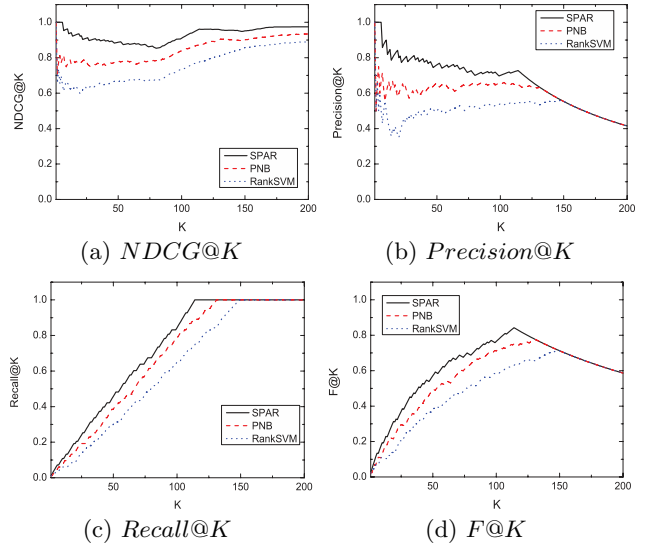 1.0
0.8
0.6
0.4
0.2
0.0
NDCG@K
SPAR
PNB
RankSVM
50
100
150
200
K
(a) NDCG@K
1.0
0.8
0.6
0.4
0.2
0.0
Precision@K
SPAR
PNB
RankSVM
50
100
150
200
K
(b) Precision@K
1.0
0.8
0.6
0.4
0.2
0.0
Recall@K
SPAR
PNB
RankSVM
50
100
150
200
K
(c) Recall@K
1.0
0.8
0.6
0.4
0.2
0.0
F@K
SPAR
PNB
RankSVM
50
100
150
200
K
(d) F@K